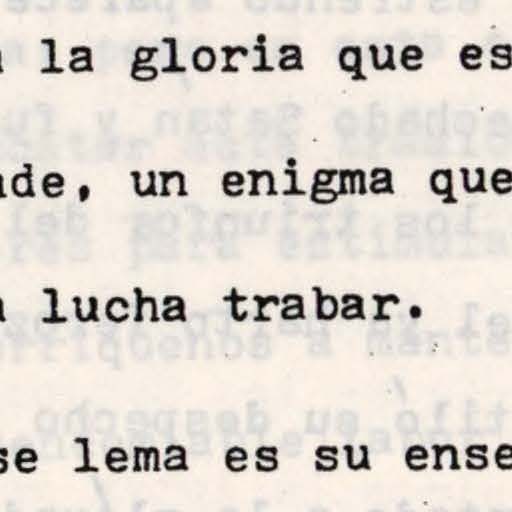 la gloria que es
de, un enigma que
lucha trabar.
se lema es su ense